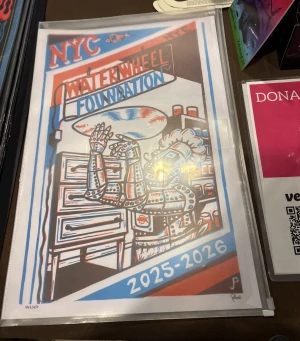 NYC
WATERWHEEL
FOUNDATION
2025-2026
DONA
ve